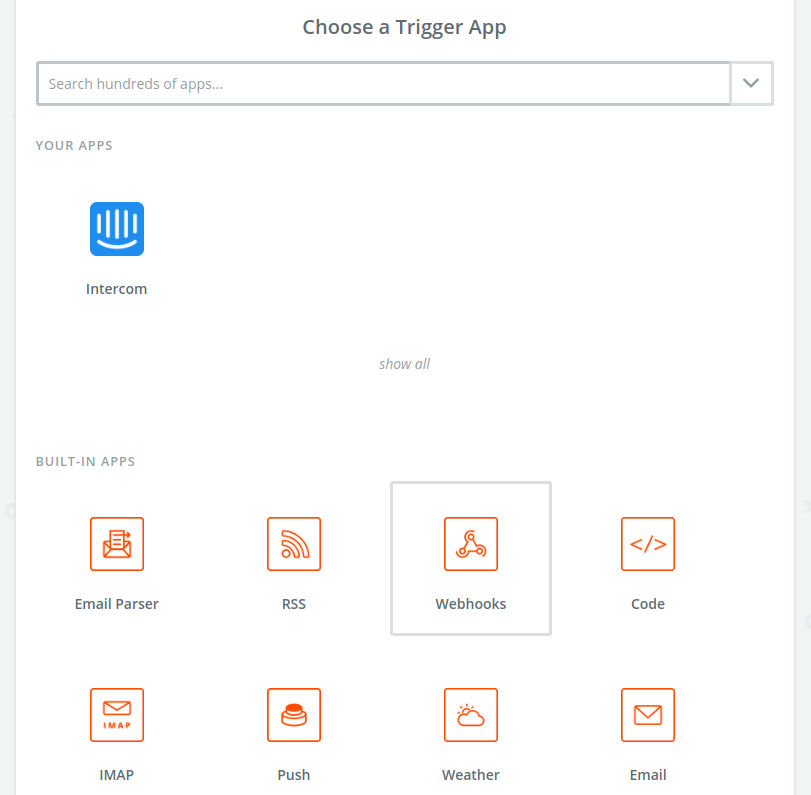 Choose a Trigger App
Search hundreds of apps...
YOUR APPS
Intercom
show all
BUILT-IN APPS
Email Parser RSS Webhooks </> Code
IMAP
IMAP Push Weather Email